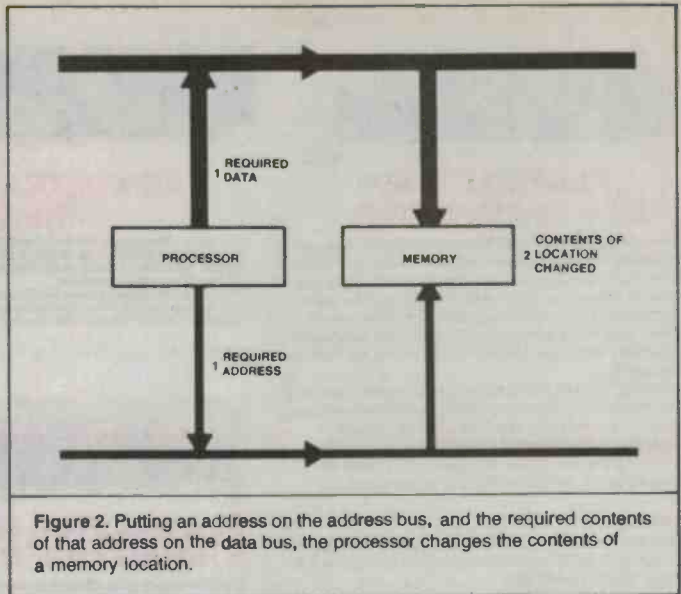 1 REQUIRED
DATA
PROCESSOR
MEMORY
CONTENTS OF
2 LOCATION
CHANGED
1 REQUIRED
ADDRESS
Figure 2. Putting an address on the address bus, and the required contents
of that address on the data bus, the processor changes the contents of
a memory location.